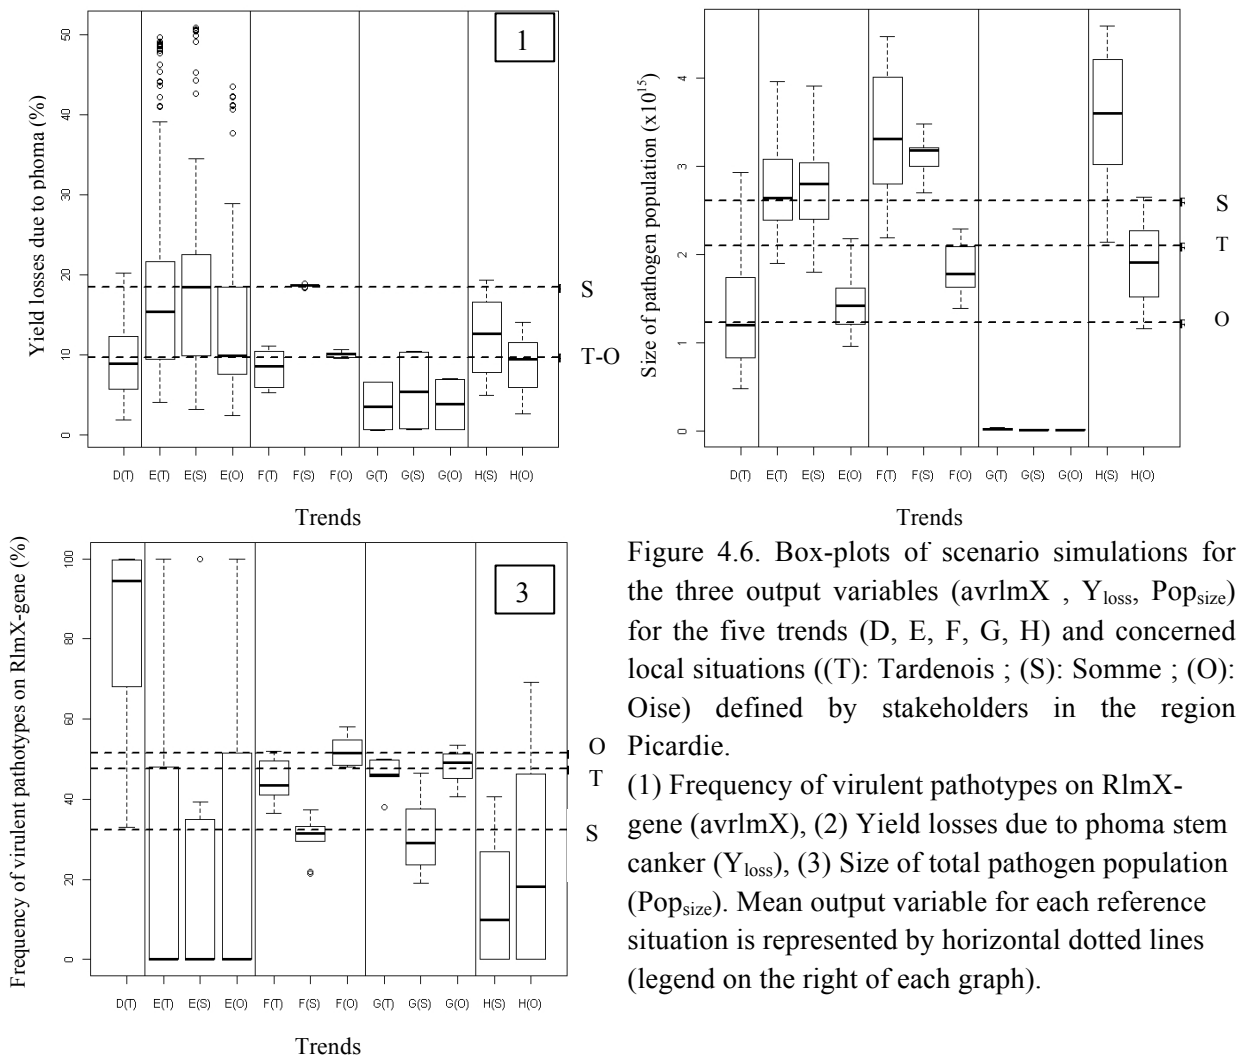 1
Yield losses due to phoma (%)
50
40
30
20
10
0
S
T-O
D(T) E(T) E(S) E(O) F(T) F(S) F(O) G(T) G(S) G(O) H(S) H(O)
Trends
Size of pathogen population (x10¹⁵)
4
3
2
1
0
S
T
O
D(T) E(T) E(S) E(O) F(T) F(S) F(O) G(T) G(S) G(O) H(S) H(O)
Trends
3
Frequency of virulent pathotypes on RlmX-gene (%)
100
80
60
40
20
0
O
T
S
D(T) E(T) E(S) E(O) F(T) F(S) F(O) G(T) G(S) G(O) H(S) H(O)
Trends
Figure 4.6. Box-plots of scenario simulations for
the three output variables (avrlmX , Yloss, Popsize)
for the five trends (D, E, F, G, H) and concerned
local situations ((T): Tardenois ; (S): Somme ; (O):
Oise) defined by stakeholders in the region
Picardie.
(1) Frequency of virulent pathotypes on RlmX-
gene (avrlmX), (2) Yield losses due to phoma stem
canker (Yloss), (3) Size of total pathogen population
(Popsize). Mean output variable for each reference
situation is represented by horizontal dotted lines
(legend on the right of each graph).